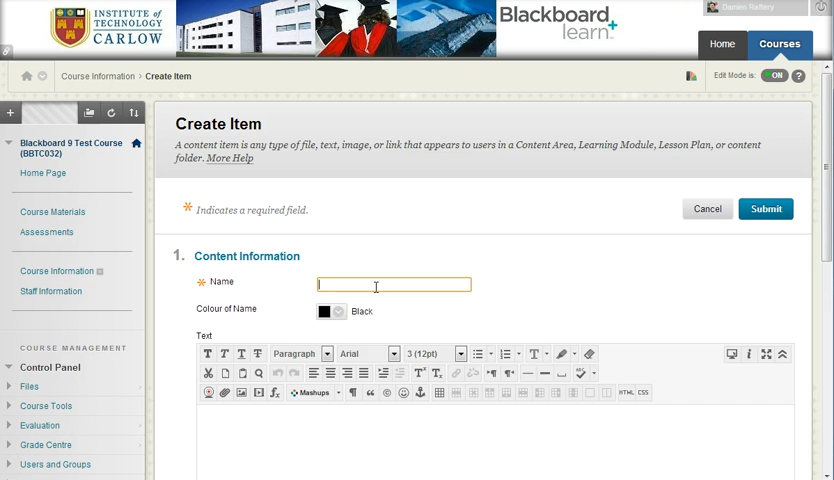 INSTITUTE of
TECHNOLOGY
CARLOW
Blackboard
learn+
Damien Raftery
Home
Courses
Course Information > Create Item
Edit Mode is: ON ?
Blackboard 9 Test Course
(BBTC032)
Home Page
Course Materials
Assessments
Course Information
Staff Information
COURSE MANAGEMENT
Control Panel
Files
Course Tools
Evaluation
Grade Centre
Users and Groups
Create Item
A content item is any type of file, text, image, or link that appears to users in a Content Area, Learning Module, Lesson Plan, or content
folder. More Help
* Indicates a required field.
Cancel
Submit
1. Content Information
* Name
Colour of Name
Black
Text
T T T T Paragraph Arial 3 (12pt) T
Mashups
HTML CSS